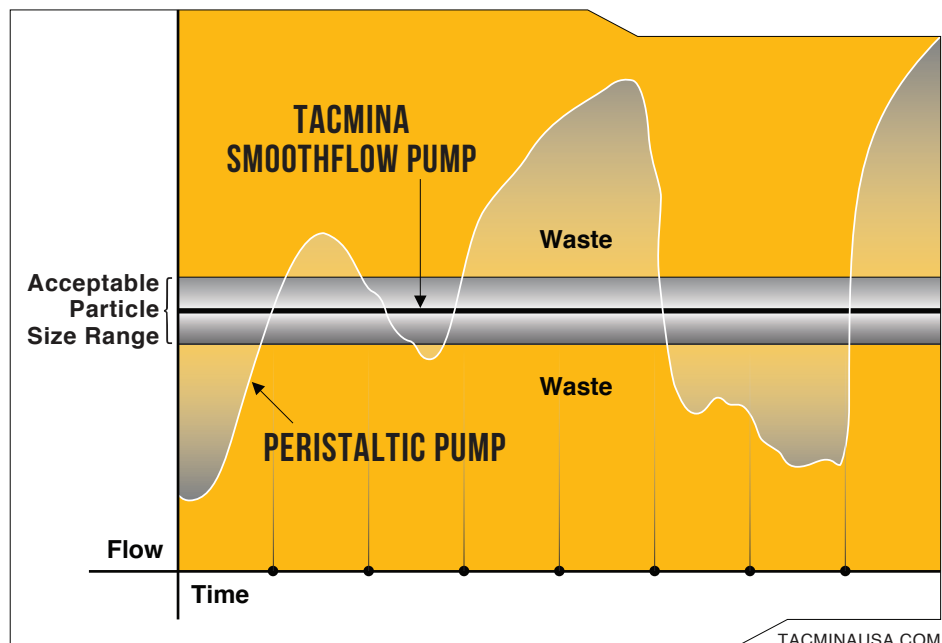 TACMINA
SMOOTHFLOW PUMP
Waste
Acceptable
Particle
Size Range
Waste
PERISTALTIC PUMP
Flow
Time
TACMINAUSA.COM